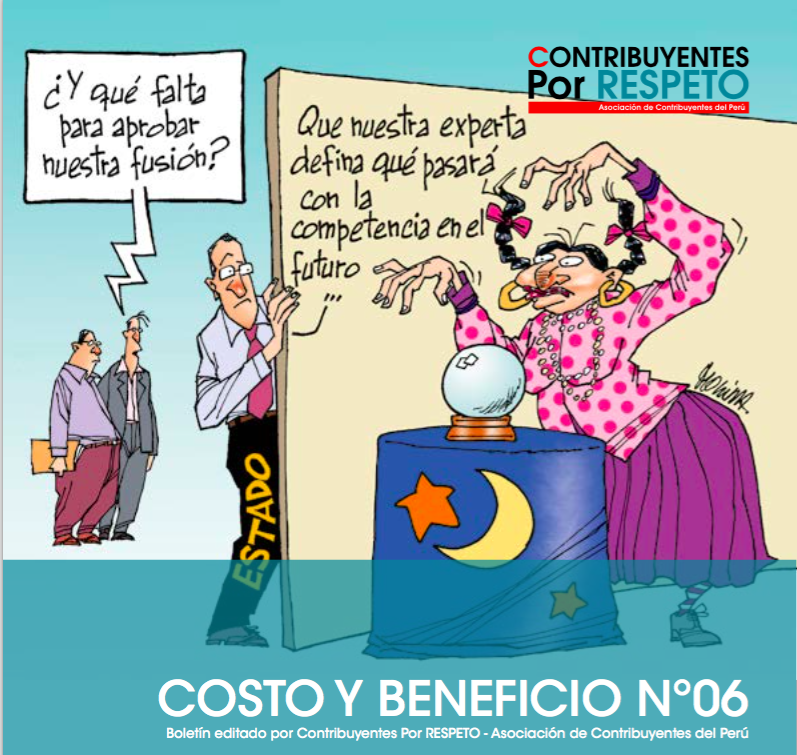 ¿Y qué falta
para aprobar
nuestra fusión?
CONTRIBUYENTES
Por RESPETO
Asociación de Contribuyentes del Perú
Que nuestra experta
defina qué pasará
con la
competencia en el
futuro
...
ESTADO
Molina.
COSTO Y BENEFICIO N°06
Boletín editado por Contribuyentes Por RESPETO - Asociación de Contribuyentes del Perú